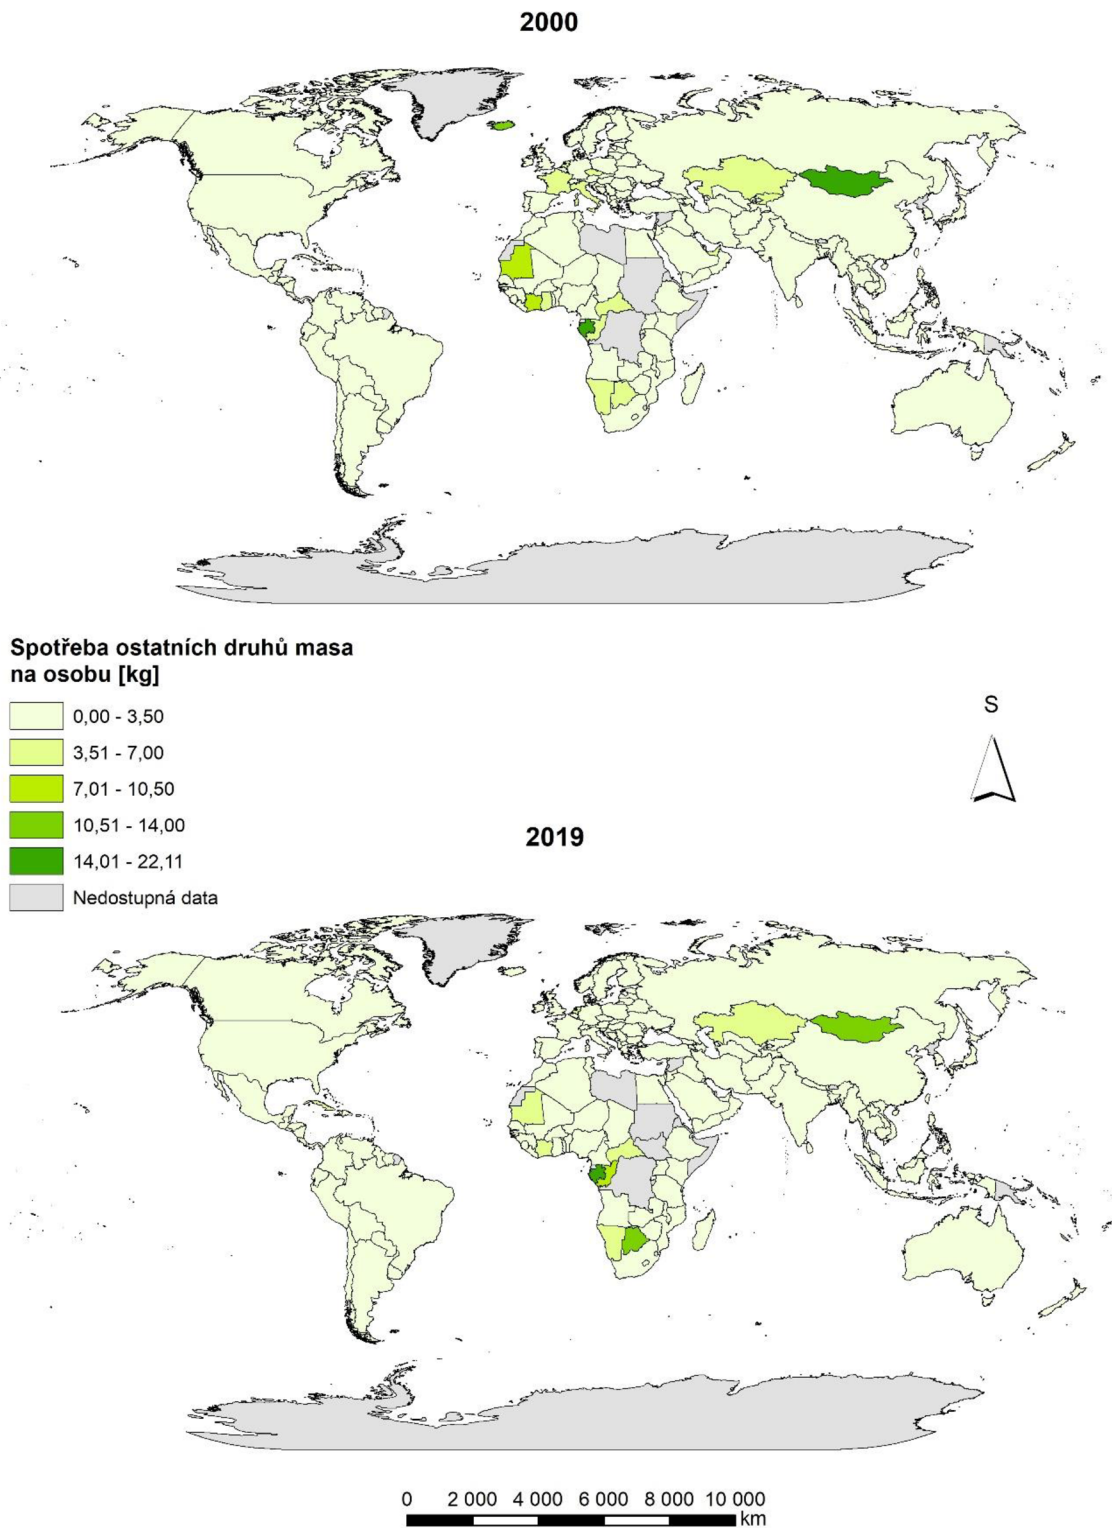 2000
Spotřeba ostatních druhů masa
na osobu [kg]
0,00 - 3,50
3,51 - 7,00
7,01 - 10,50
10,51 - 14,00
14,01 - 22,11
Nedostupná data
S
2019
0 2 000 4 000 6 000 8 000 10 000
km